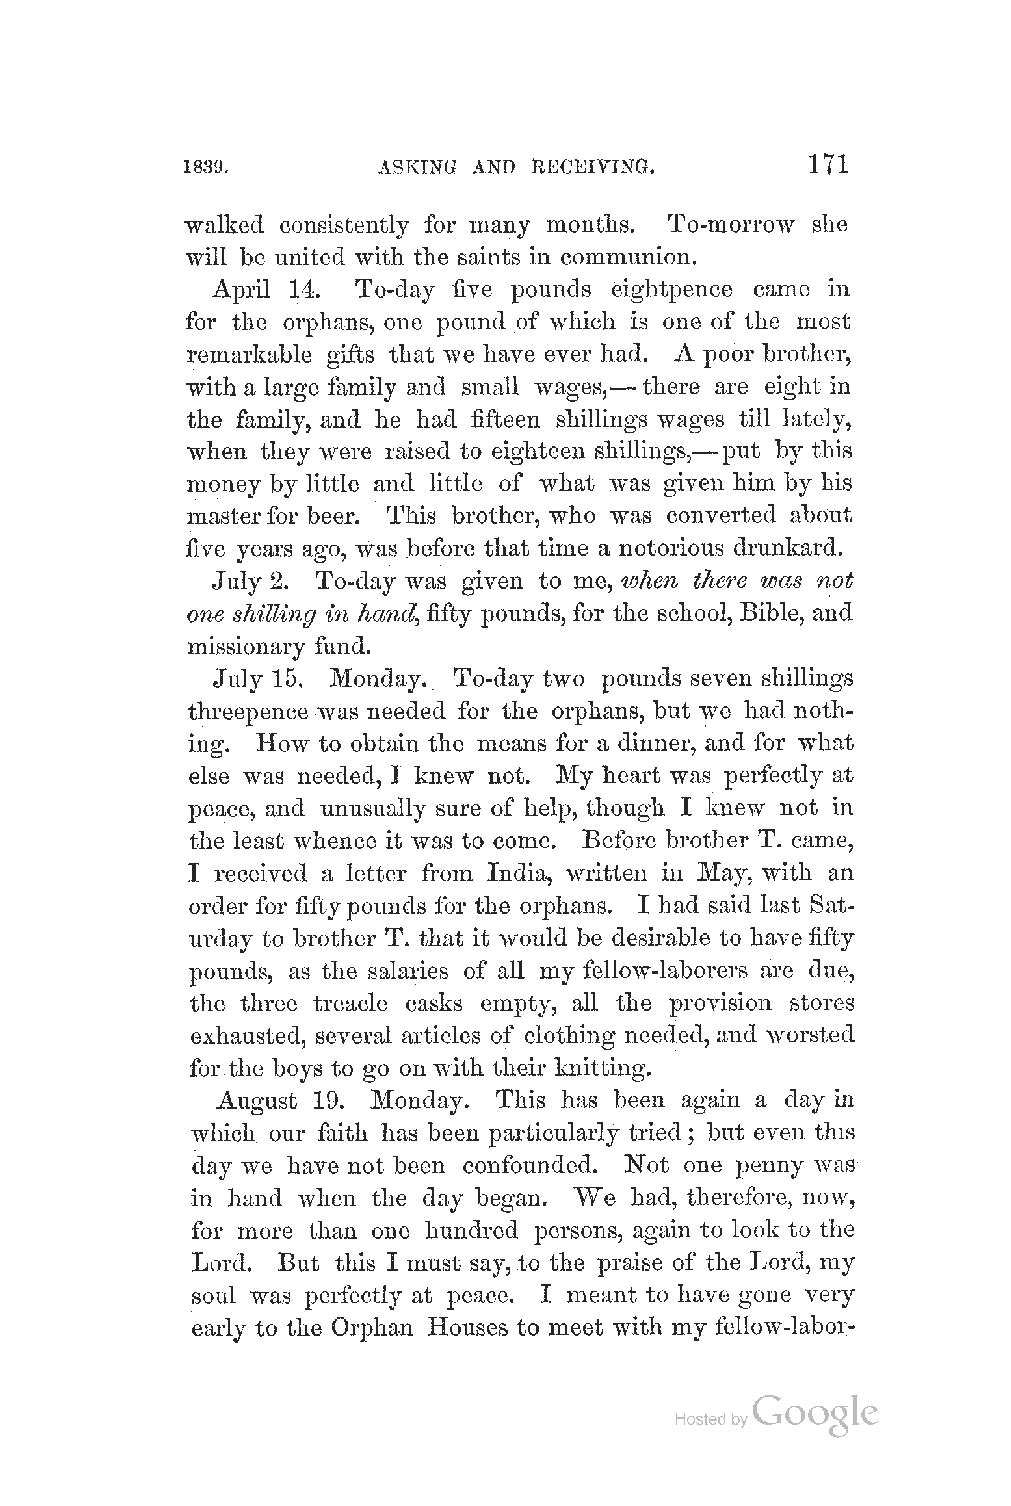 1839. ASKING AND RECEIVING. 171
walked consistently for many months. To-morrow she
will be united with the saints in communion.
April 14. To-day five pounds eightpence came in
for the orphans, one pound of which is one of the most
remarkable gifts that we have ever had. A poor brother,
with a large family and small wages,—there are eight in
the family, and he had fifteen shillings wages till lately,
when they were raised to eighteen shillings,—put by this
money by little and little of what was given him by his
master for beer. This brother, who was converted about
five years ago, was before that time a notorious drunkard.
July 2. To-day was given to me, when there was not
one shilling in hand, fifty pounds, for the school, Bible, and
missionary fund.
July 15. Monday. To-day two pounds seven shillings
threepence was needed for the orphans, but we had noth-
ing. How to obtain the means for a dinner, and for what
else was needed, I knew not. My heart was perfectly at
peace, and unusually sure of help, though I knew not in
the least whence it was to come. Before brother T. came,
I received a letter from India, written in May, with an
order for fifty pounds for the orphans. I had said last Sat-
urday to brother T. that it would be desirable to have fifty
pounds, as the salaries of all my fellow-laborers are due,
the three treacle casks empty, all the provision stores
exhausted, several articles of clothing needed, and worsted
for the boys to go on with their knitting.
August 19. Monday. This has been again a day in
which our faith has been particularly tried; but even this
day we have not been confounded. Not one penny was
in hand when the day began. We had, therefore, now,
for more than one hundred persons, again to look to the
Lord. But this I must say, to the praise of the Lord, my
soul was perfectly at peace. I meant to have gone very
early to the Orphan Houses to meet with my fellow-labor-
Hosted by Google